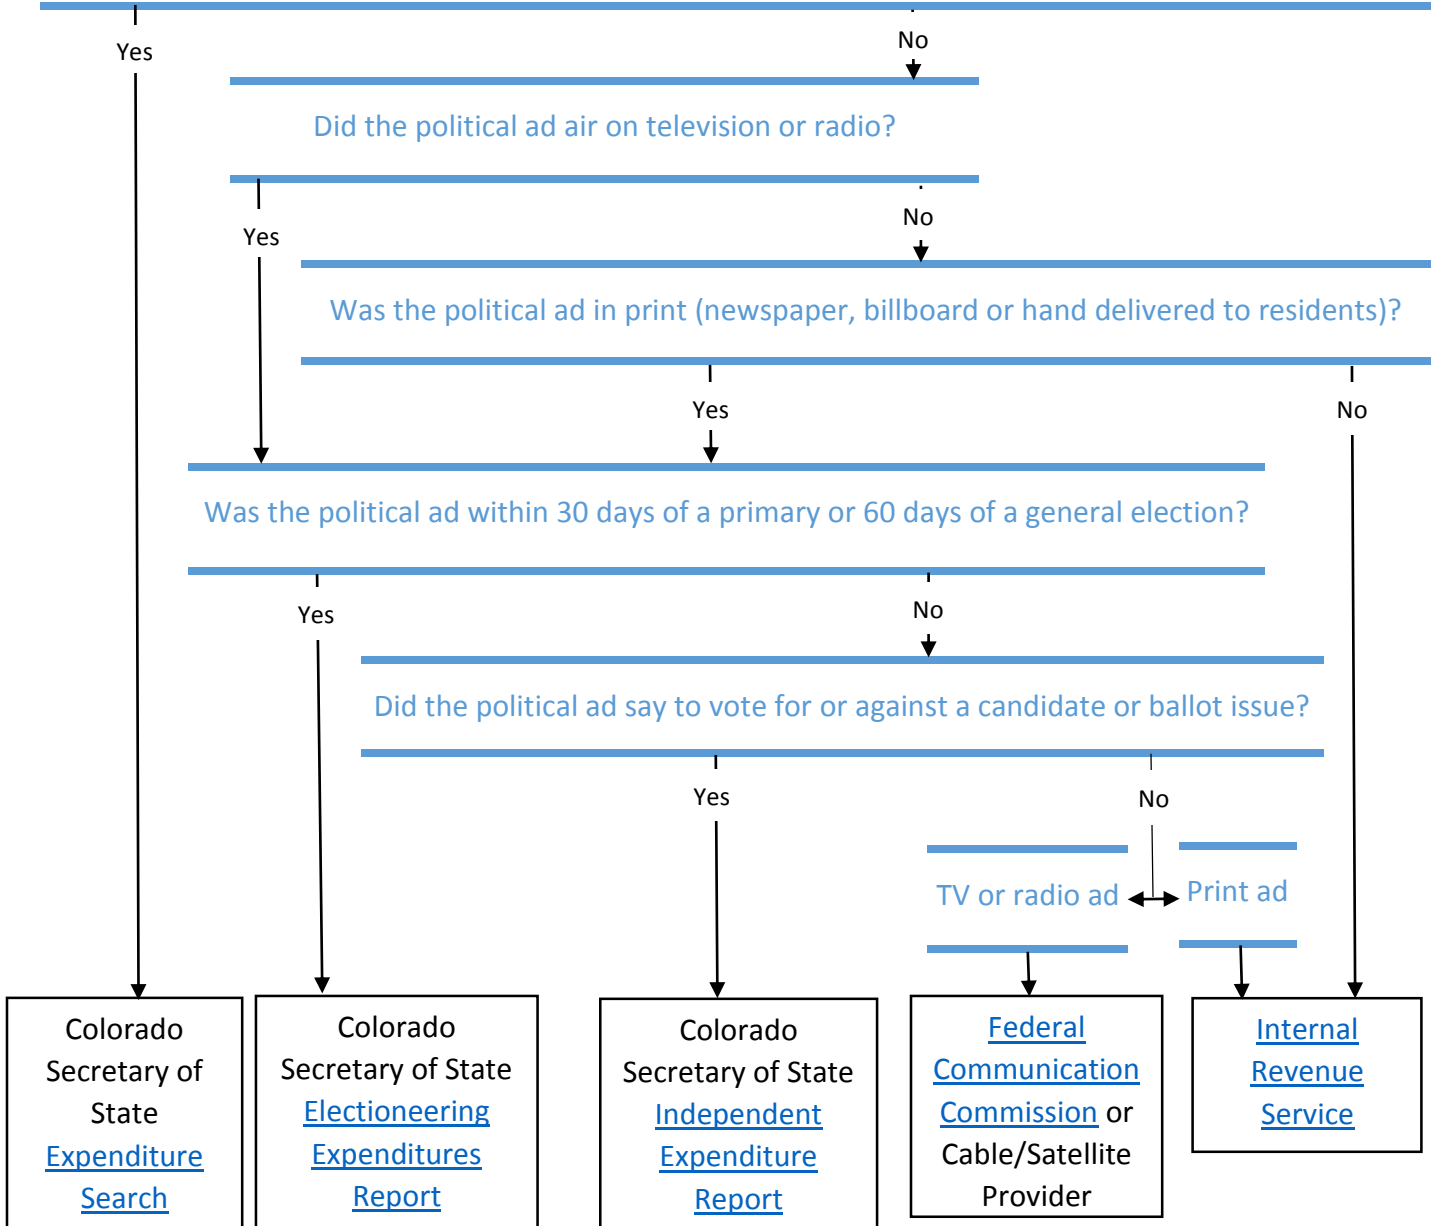 Yes
No
Did the political ad air on television or radio?
Yes
No
Was the political ad in print (newspaper, billboard or hand delivered to residents)?
Yes
No
Was the political ad within 30 days of a primary or 60 days of a general election?
Yes
No
Did the political ad say to vote for or against a candidate or ballot issue?
Yes
No
TV or radio ad
Print ad
Colorado
Secretary of
State
Expenditure
Search
Colorado
Secretary of State
Electioneering
Expenditures
Report
Colorado
Secretary of State
Independent
Expenditure
Report
Federal
Communication
Commission or
Cable/Satellite
Provider
Internal
Revenue
Service